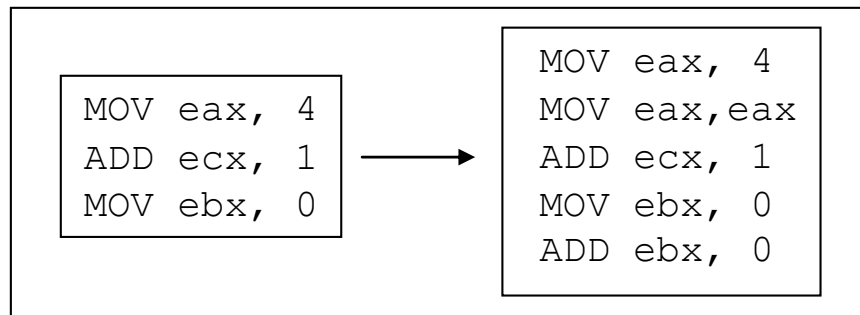 MOV eax, 4
ADD ecx, 1
MOV ebx, 0
MOV eax, 4
MOV eax,eax
ADD ecx, 1
MOV ebx, 0
ADD ebx, 0